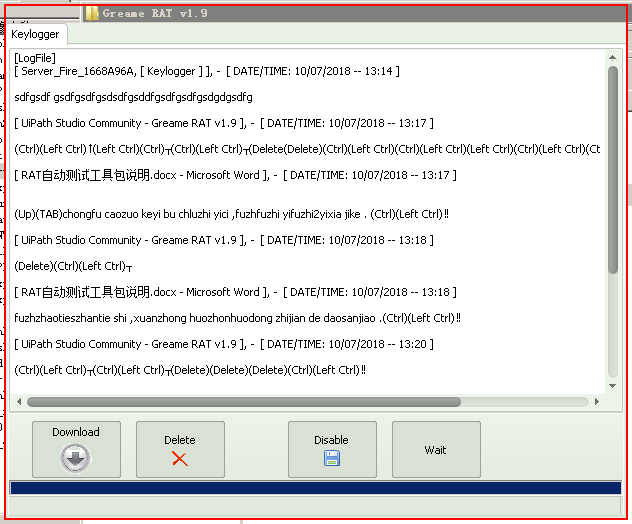 Greame RAT v1.9
Keylogger
[LogFile]
[ Server_Fire_1668A96A, [ Keylogger ] ], -  [ DATE/TIME: 10/07/2018 -- 13:14 ]
sdfgsdf gsdfgsdfgsdsdfgsddfgsdfgsdfgsdgdgsdfg
[ UiPath Studio Community - Greame RAT v1.9 ], -  [ DATE/TIME: 10/07/2018 -- 13:17 ]
(Ctrl)(Left Ctrl)⌠(Left Ctrl)(Ctrl)┬(Ctrl)(Left Ctrl)┬(Delete(Delete)(Ctrl)(Left Ctrl)(Ctrl)(Left Ctrl)(Left Ctrl)(Ctrl)(Left Ctrl)(Ct
[ RAT自动测试工具包说明.docx - Microsoft Word ], -  [ DATE/TIME: 10/07/2018 -- 13:17 ]
(Up)(TAB)chongfu caozuo keyi bu chluzhi yici ,fuzhfuzhi yifuzhi2yixia jike . (Ctrl)(Left Ctrl)‼
[ UiPath Studio Community - Greame RAT v1.9 ], -  [ DATE/TIME: 10/07/2018 -- 13:18 ]
(Delete)(Ctrl)(Left Ctrl)┬
[ RAT自动测试工具包说明.docx - Microsoft Word ], -  [ DATE/TIME: 10/07/2018 -- 13:18 ]
fuzhzhaotieszhantie shi ,xuanzhong huozhonhuodong zhijian de daosanjiao .(Ctrl)(Left Ctrl)‼
[ UiPath Studio Community - Greame RAT v1.9 ], -  [ DATE/TIME: 10/07/2018 -- 13:20 ]
(Ctrl)(Left Ctrl)┬(Ctrl)(Left Ctrl)┬(Delete)(Delete)(Delete)(Ctrl)(Left Ctrl)‼
Download
Delete
Disable
Wait